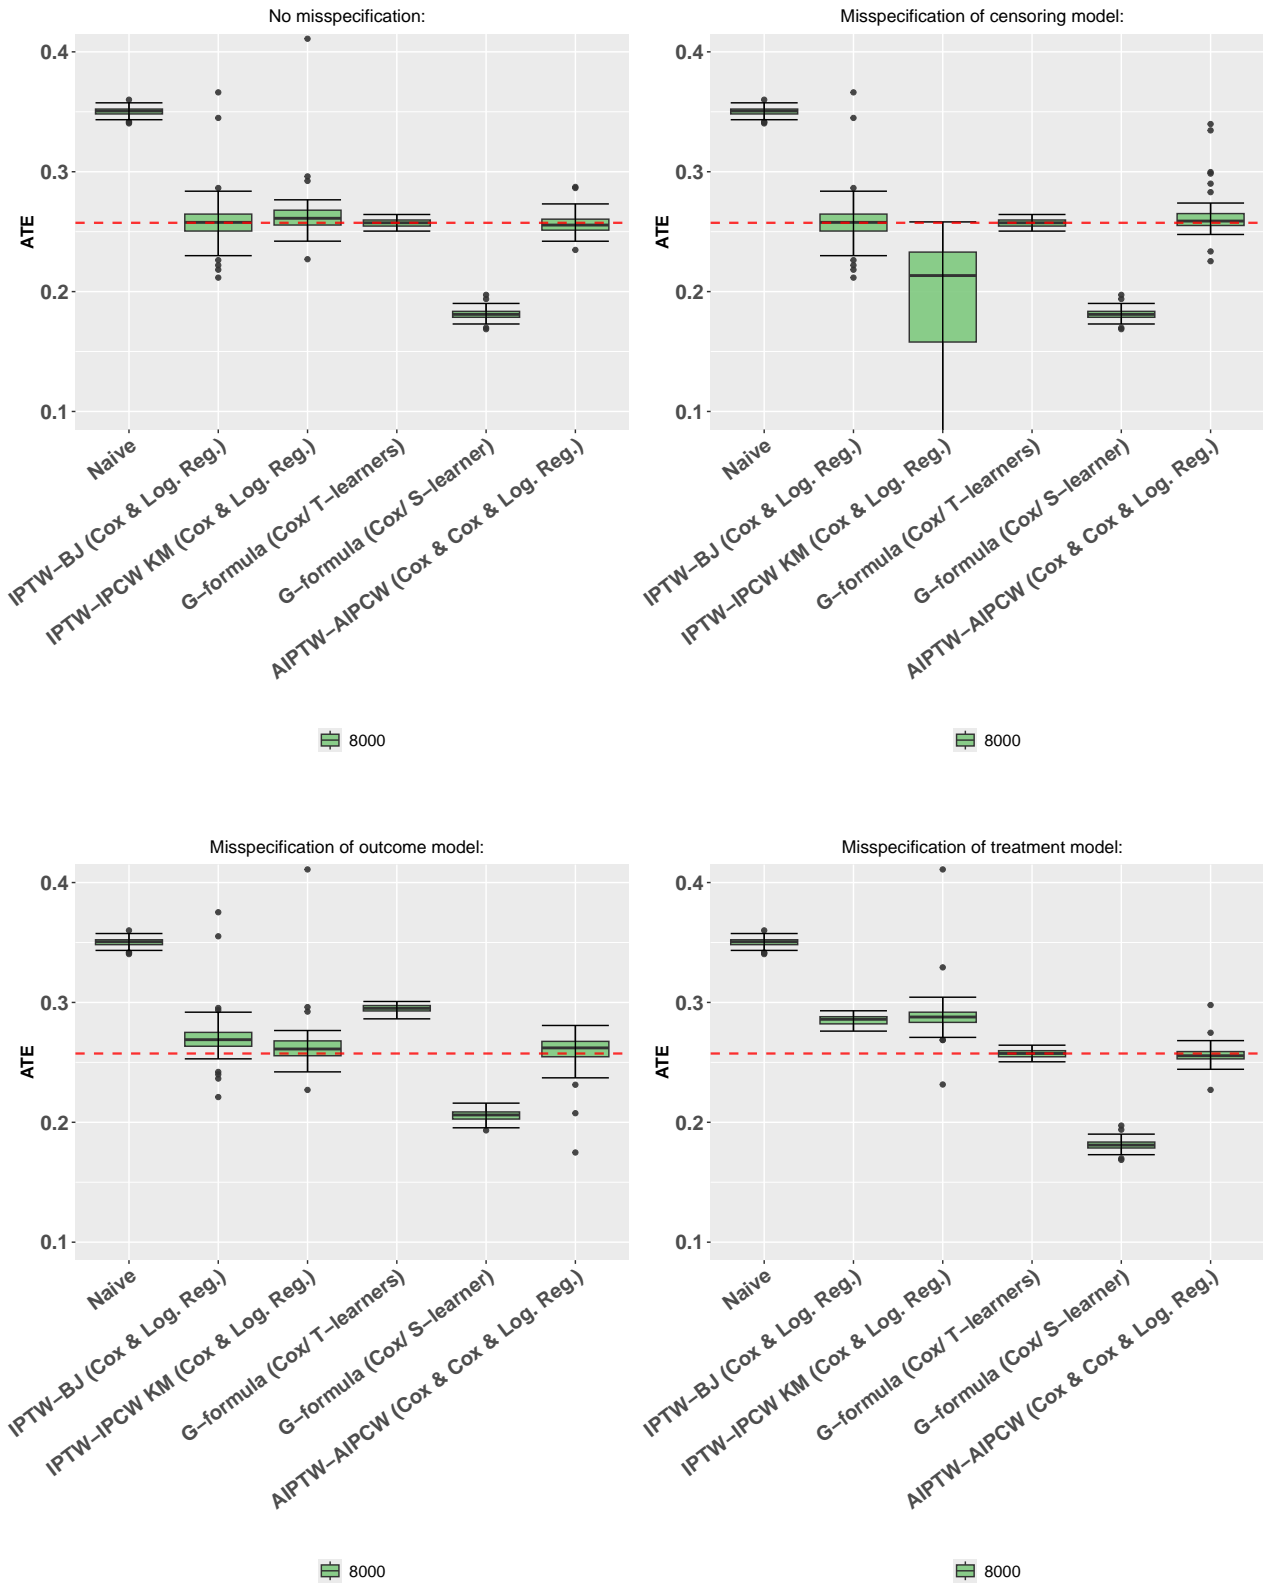 No misspecification:
0.4
0.3
0.2
0.1
ATE
Naive
IPTW−BJ (Cox & Log. Reg.)
IPTW−IPCW KM (Cox & Log. Reg.)
G−formula (Cox/ T−learners)
G−formula (Cox/ S−learner)
AIPTW−AIPCW (Cox & Cox & Log. Reg.)
8000
Misspecification of censoring model:
0.4
0.3
0.2
0.1
ATE
Naive
IPTW−BJ (Cox & Log. Reg.)
IPTW−IPCW KM (Cox & Log. Reg.)
G−formula (Cox/ T−learners)
G−formula (Cox/ S−learner)
AIPTW−AIPCW (Cox & Cox & Log. Reg.)
8000
Misspecification of outcome model:
0.4
0.3
0.2
0.1
ATE
Naive
IPTW−BJ (Cox & Log. Reg.)
IPTW−IPCW KM (Cox & Log. Reg.)
G−formula (Cox/ T−learners)
G−formula (Cox/ S−learner)
AIPTW−AIPCW (Cox & Cox & Log. Reg.)
8000
Misspecification of treatment model:
0.4
0.3
0.2
0.1
ATE
Naive
IPTW−BJ (Cox & Log. Reg.)
IPTW−IPCW KM (Cox & Log. Reg.)
G−formula (Cox/ T−learners)
G−formula (Cox/ S−learner)
AIPTW−AIPCW (Cox & Cox & Log. Reg.)
8000